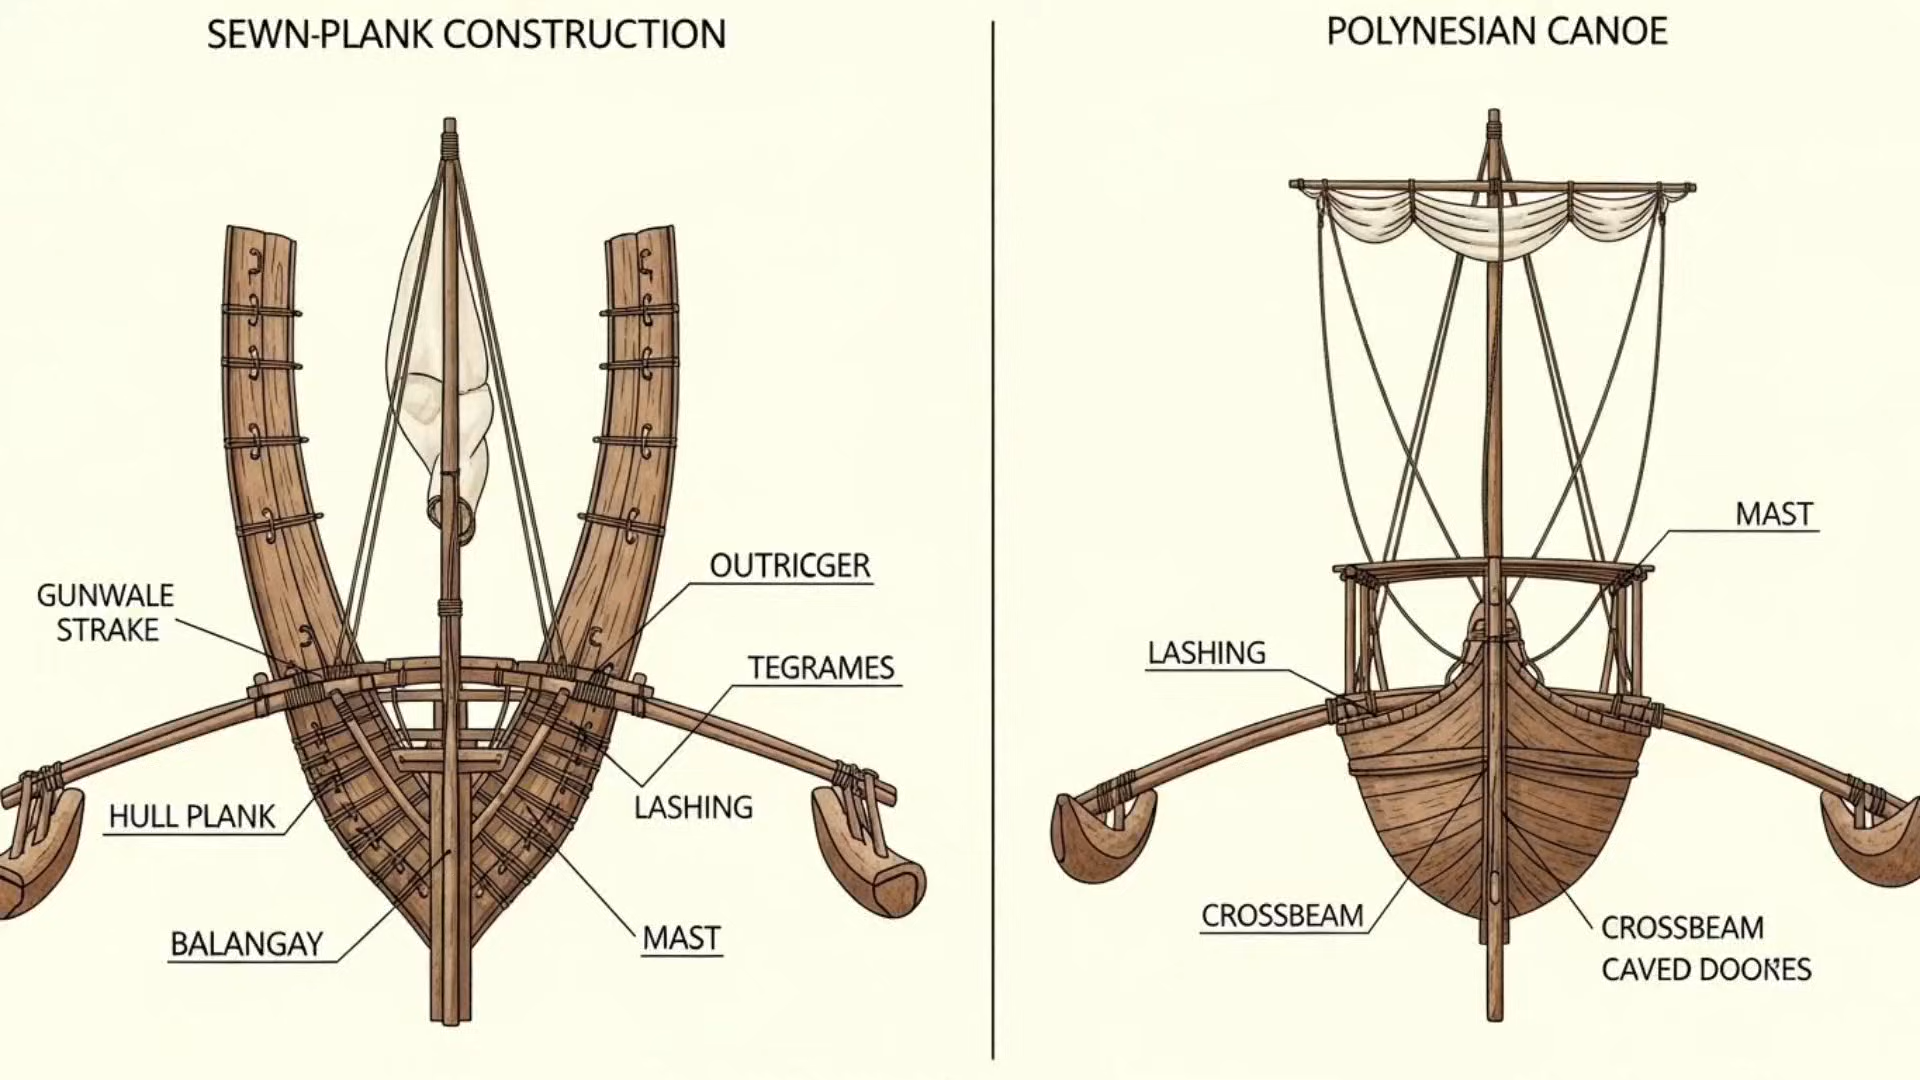 SEWN-PLANK CONSTRUCTION
GUNWALE
STRAKE
OUTRICGER
TEGRAMES
HULL PLANK
LASHING
BALANGAY
MAST
POLYNESIAN CANOE
MAST
LASHING
CROSSBEAM
CROSSBEAM
CAVED DOORES